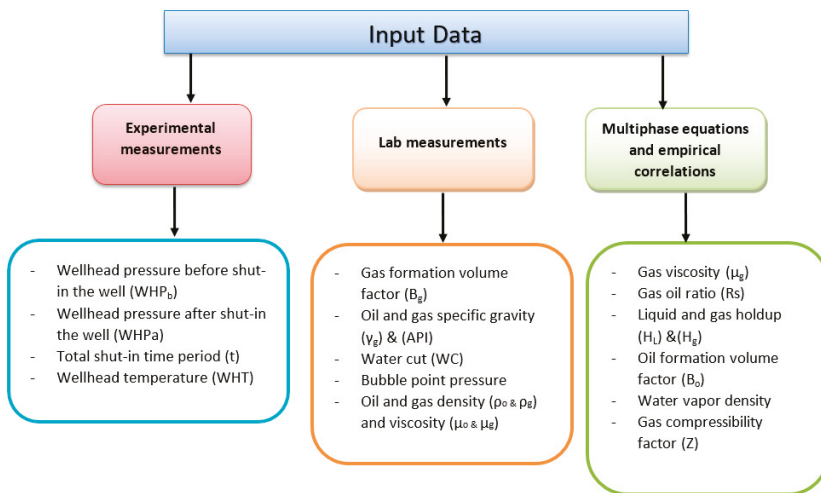 Input Data
Experimental
measurements
Lab measurements
Multiphase equations
and empirical
correlations
- Wellhead pressure before shut-
in the well (WHPb)
- Wellhead pressure after shut-in
the well (WHPa)
- Total shut-in time period (t)
- Wellhead temperature (WHT)
- Gas formation volume
factor (Bg)
- Oil and gas specific gravity
(γg) & (API)
- Water cut (WC)
- Bubble point pressure
- Oil and gas density (ρo & ρg)
and viscosity (μo & μg)
- Gas viscosity (μg)
- Gas oil ratio (Rs)
- Liquid and gas holdup
(HL) &(Hg)
- Oil formation volume
factor (Bo)
- Water vapor density
- Gas compressibility
factor (Z)